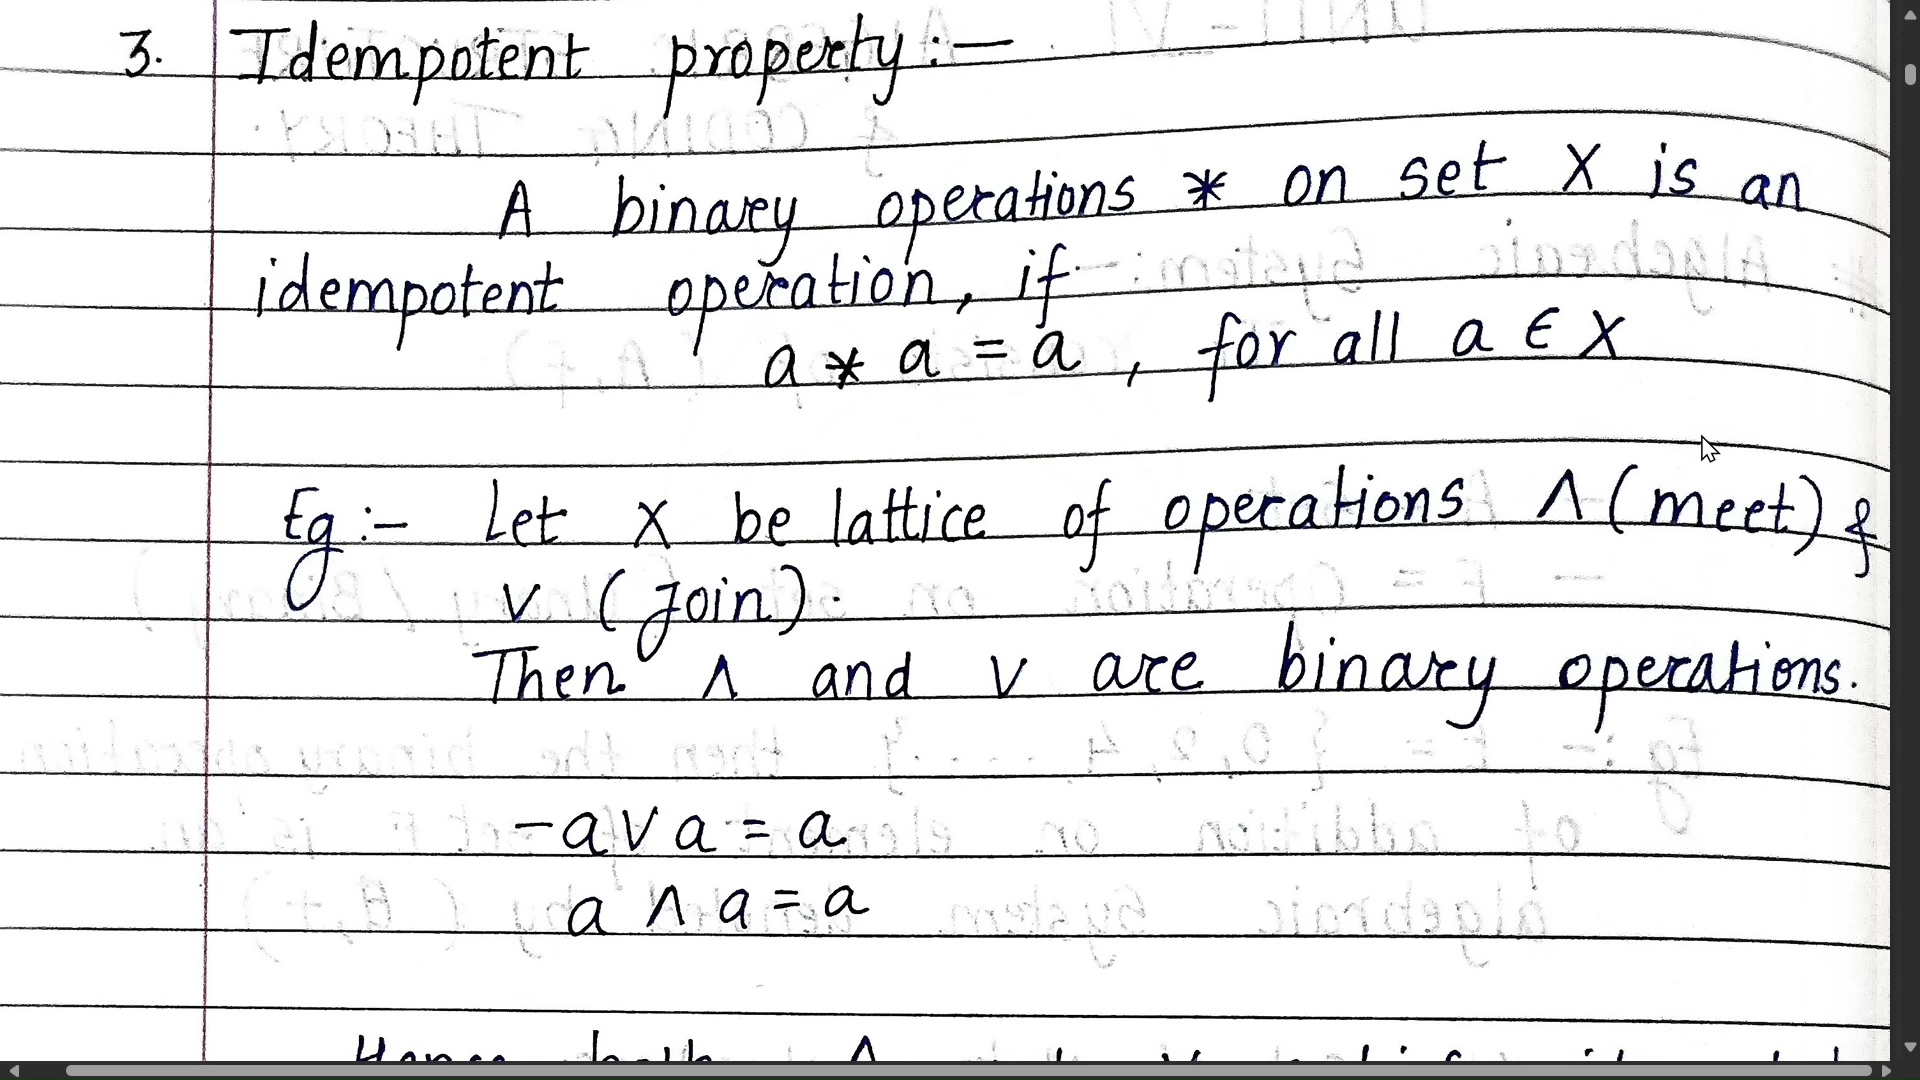 3. Idempotent property :-
A binary operations * on set X is an
idempotent operation, if
a * a = a , for all a ∈ X
Eg :- Let X be lattice of operations ∧ (meet) &
∨ (Join).
Then ∧ and ∨ are binary operations.
- a ∨ a = a
a ∧ a = a